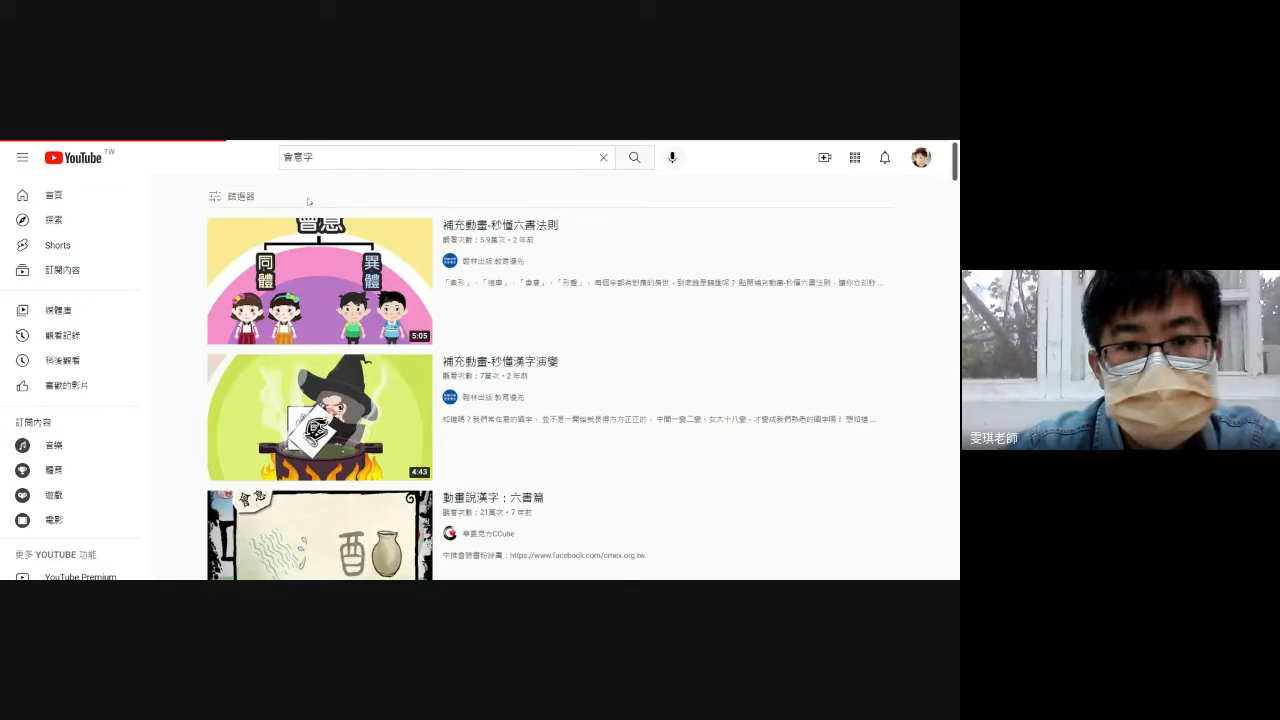 YouTube TW
會意字
首頁
探索
Shorts
訂閱內容
媒體庫
觀看記錄
稍後觀看
喜歡的影片
訂閱內容
音樂
體育
遊戲
電影
更多 YOUTUBE 功能
YouTube Premium
篩選器
會意
同體
異體
5:05
補充動畫-秒懂六書法則
觀看次數：5.9萬次 • 2 年前
翰林出版 教育優先
「象形」、「指事」、「會意」、「形聲」， 每個字都有對應的身世，到底誰是誰呢？ 點開補充動畫-秒懂六書法則，讓你立刻秒 ...
4:43
補充動畫-秒懂漢字演變
觀看次數：7萬次 • 2 年前
翰林出版 教育優先
知道嗎？我們常在寫的國字， 並不是一開始就長得方方正正的， 中間一變二變，女大十八變，才變成我們熟悉的國字唷！ 想知道 ...
會意
酉
動畫說漢字：六書篇
觀看次數：21萬次 • 7 年前
華夏見方CCube
中推會臉書粉絲團：https://www.facebook.com/cmex.org.tw.
雯琪老師